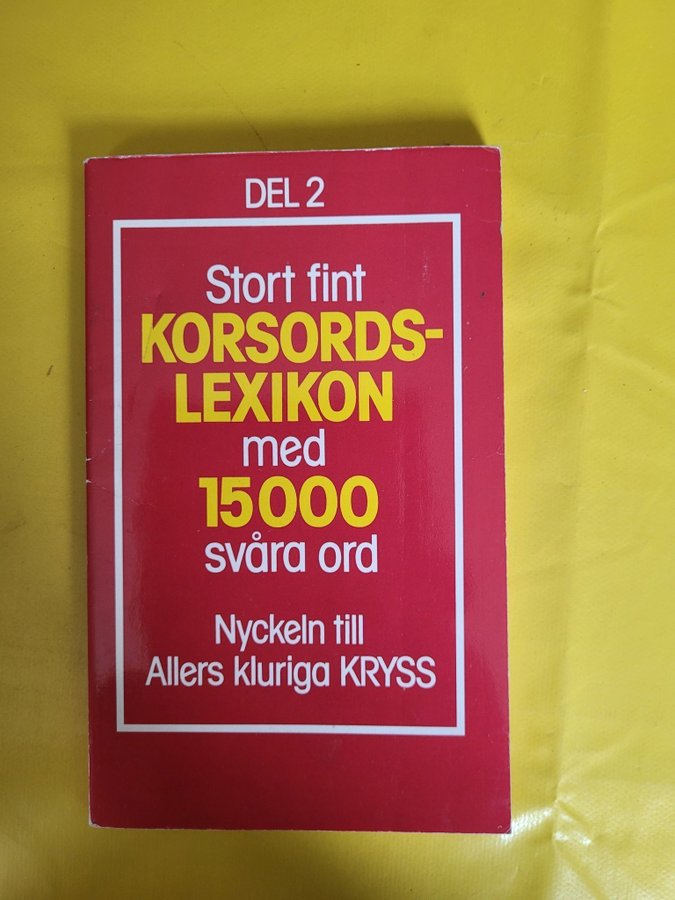 DEL 2
Stort fint
KORSORDS-
LEXIKON
med
15000
svåra ord
Nyckeln till
Allers kluriga KRYSS